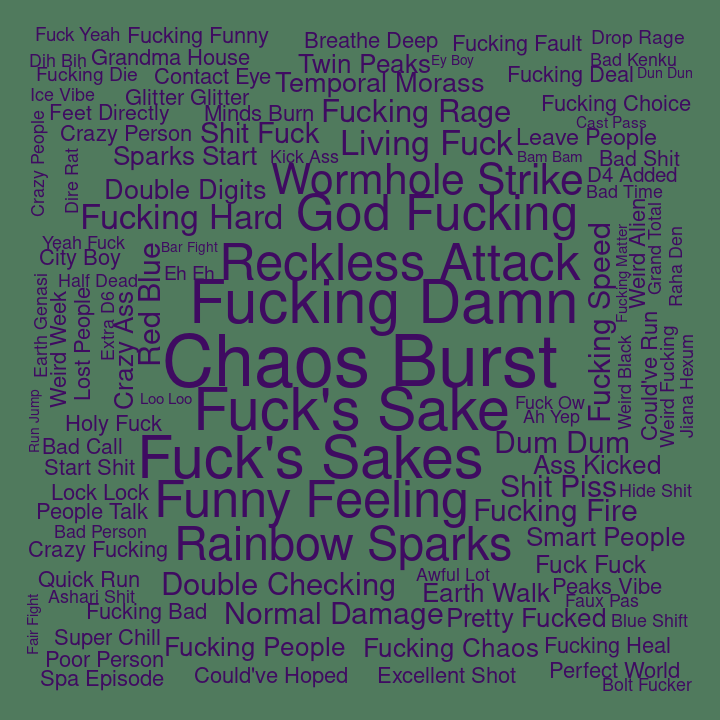 Fuck Yeah
Fucking Funny
Breathe Deep
Fucking Fault
Drop Rage
Dih Bih
Grandma House
Twin Peaks
Ey Boy
Bad Kenku
Fucking Die
Contact Eye
Temporal Morass
Fucking Deal
Dun Dun
Ice Vibe
Glitter Glitter
Feet Directly
Minds Burn
Fucking Rage
Fucking Choice
Cast Pass
Crazy People
Crazy Person
Shit Fuck
Living Fuck
Leave People
Dire Rat
Sparks Start
Kick Ass
Bam Bam
Bad Shit
Double Digits
Wormhole Strike
D4 Added
Bad Time
Fucking Hard
God Fucking
Weird Alien
Grand Total
Yeah Fuck
Bar Fight
Fucking Speed
Fucking Matter
Raha Den
City Boy
Red Blue
Eh Eh
Reckless Attack
Half Dead
Earth Genasi
Weird Week
Lost People
Extra D6
Crazy Ass
Fucking Damn
Chaos Burst
Could've Run
Weird Black
Weird Fucking
Jiana Hexum
Run Jump
Loo Loo
Fuck's Sake
Fuck Ow
Ah Yep
Holy Fuck
Bad Call
Dum Dum
Start Shit
Fuck's Sakes
Ass Kicked
Lock Lock
Funny Feeling
Shit Piss
Hide Shit
People Talk
Fucking Fire
Bad Person
Rainbow Sparks
Smart People
Crazy Fucking
Fuck Fuck
Quick Run
Double Checking
Awful Lot
Earth Walk
Peaks Vibe
Ashari Shit
Faux Pas
Fair Fight
Fucking Bad
Normal Damage
Pretty Fucked
Blue Shift
Super Chill
Fucking People
Fucking Chaos
Fucking Heal
Poor Person
Spa Episode
Could've Hoped
Excellent Shot
Perfect World
Bolt Fucker